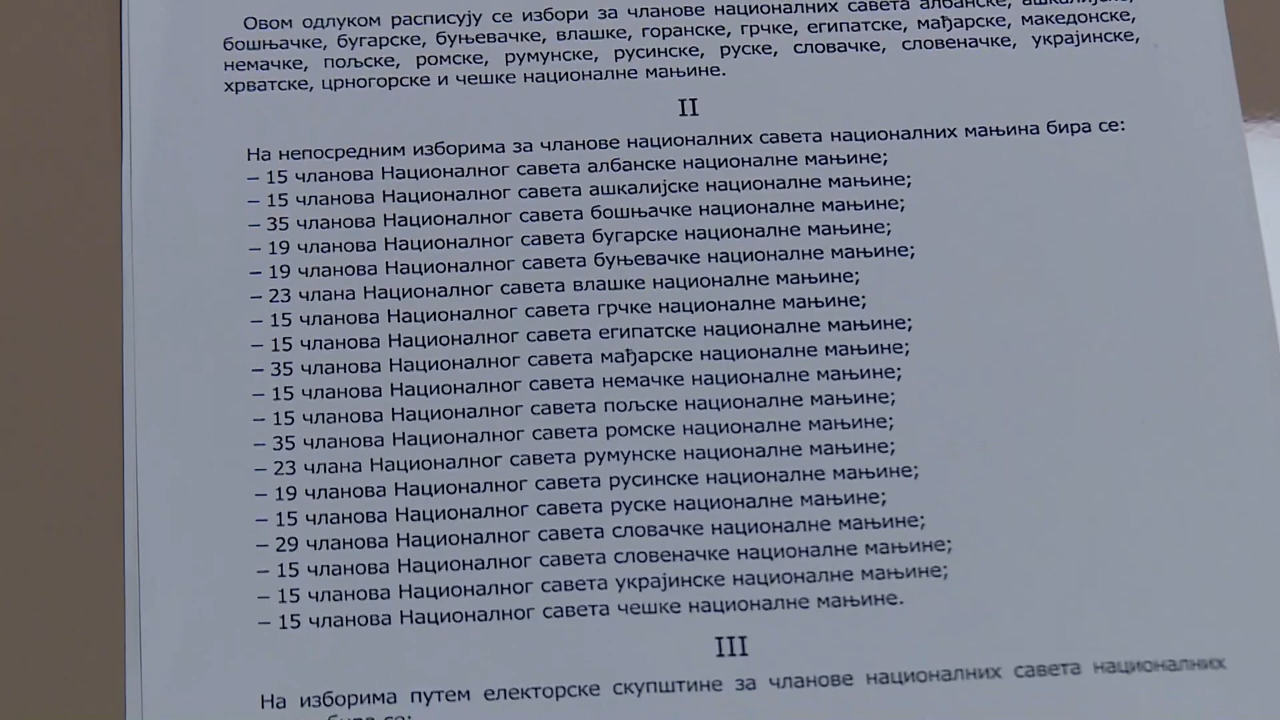 Овом одлуком расписују се избори за чланове националних савета албанске, ашкалијске,
бошњачке, бугарске, буњевачке, влашке, горанске, грчке, египатске, мађарске, македонске,
немачке, пољске, ромске, румунске, русинске, руске, словачке, словеначке, украјинске,
хрватске, црногорске и чешке националне мањине.
II
На непосредним изборима за чланове националних савета националних мањина бира се:
– 15 чланова Националног савета албанске националне мањине;
– 15 чланова Националног савета ашкалијске националне мањине;
– 35 чланова Националног савета бошњачке националне мањине;
– 19 чланова Националног савета бугарске националне мањине;
– 19 чланова Националног савета буњевачке националне мањине;
– 23 члана Националног савета влашке националне мањине;
– 15 чланова Националног савета грчке националне мањине;
– 15 чланова Националног савета египатске националне мањине;
– 35 чланова Националног савета мађарске националне мањине;
– 15 чланова Националног савета немачке националне мањине;
– 15 чланова Националног савета пољске националне мањине;
– 35 чланова Националног савета ромске националне мањине;
– 23 члана Националног савета румунске националне мањине;
– 19 чланова Националног савета русинске националне мањине;
– 15 чланова Националног савета руске националне мањине;
– 29 чланова Националног савета словачке националне мањине;
– 15 чланова Националног савета словеначке националне мањине;
– 15 чланова Националног савета украјинске националне мањине;
– 15 чланова Националног савета чешке националне мањине.
III
На изборима путем електорске скупштине за чланове националних савета националних
бира се: